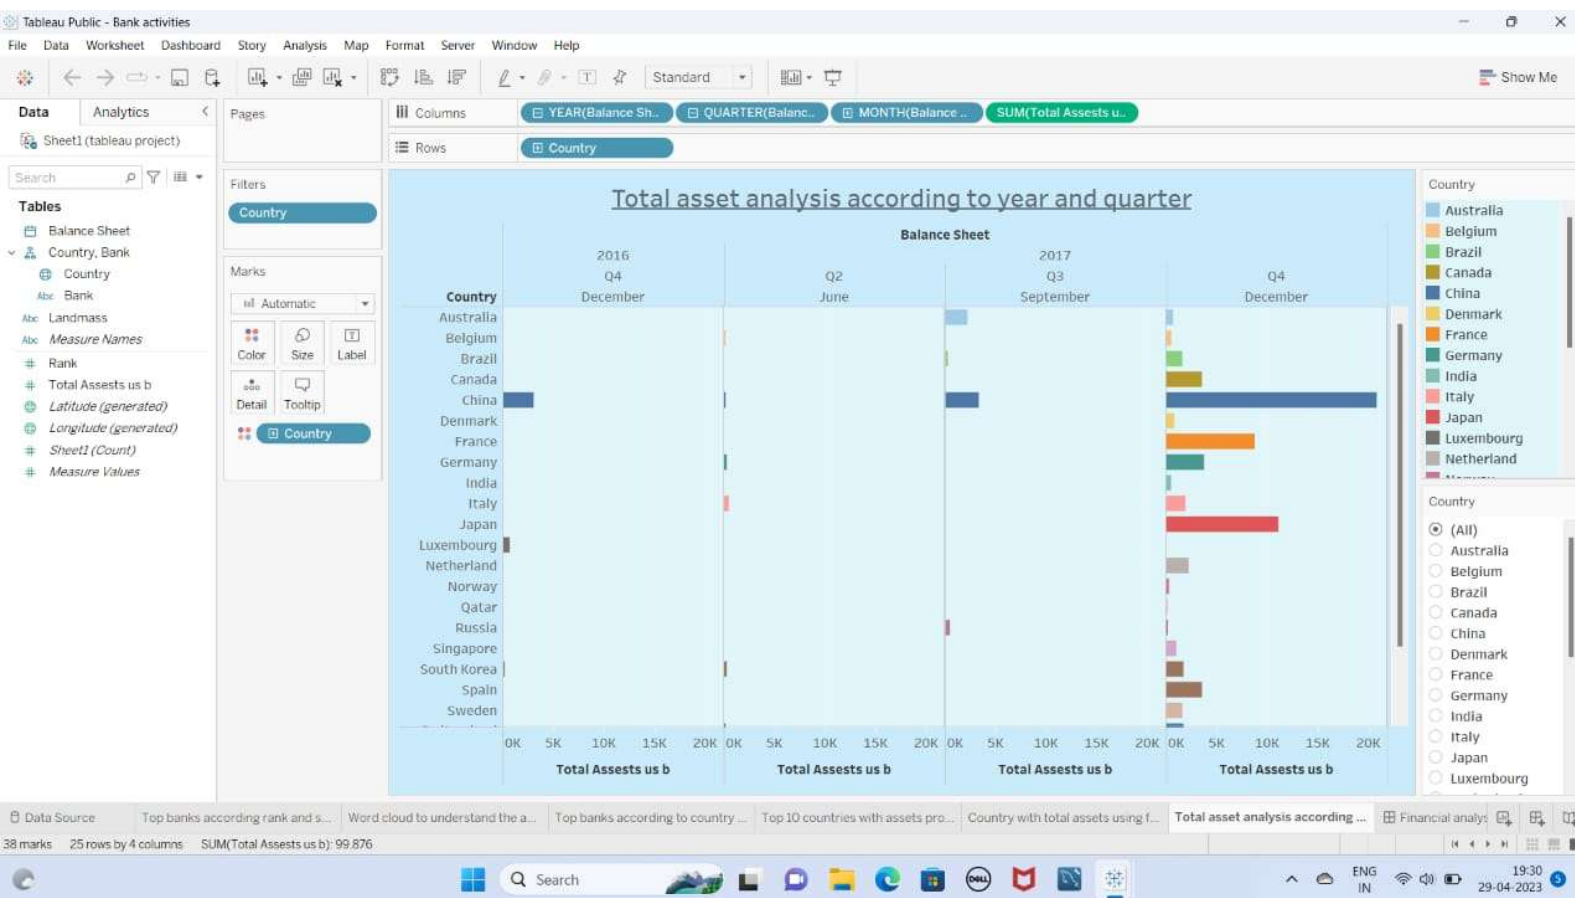 Tableau Public - Bank activities
File Data Worksheet Dashboard Story Analysis Map Format Server Window Help
Standard
Show Me
Data Analytics
Sheet1 (tableau project)
Search
Tables
Balance Sheet
Country, Bank
Country
Abc Bank
Abc Landmass
Abc Measure Names
# Rank
# Total Assests us b
Latitude (generated)
Longitude (generated)
# Sheet1 (Count)
# Measure Values
Pages
Filters
Country
Marks
Automatic
Color Size Label
Detail Tooltip
Country
Columns YEAR(Balance Sh.. QUARTER(Balanc... MONTH(Balance .. SUM(Total Assests u..
Rows Country
Total asset analysis according to year and quarter
Balance Sheet
2016 2017
Q4 Q2 Q3 Q4
Country December June September December
Australia
Belgium
Brazil
Canada
China
Denmark
France
Germany
India
Italy
Japan
Luxembourg
Netherland
Norway
Qatar
Russia
Singapore
South Korea
Spain
Sweden
0K 5K 10K 15K 20K 0K 5K 10K 15K 20K 0K 5K 10K 15K 20K 0K 5K 10K 15K 20K
Total Assests us b Total Assests us b Total Assests us b Total Assests us b
Country
Australia
Belgium
Brazil
Canada
China
Denmark
France
Germany
India
Italy
Japan
Luxembourg
Netherland
Country
(All)
Australia
Belgium
Brazil
Canada
China
Denmark
France
Germany
India
Italy
Japan
Luxembourg
Data Source Top banks according rank and s... Word cloud to understand the a... Top banks according to country ... Top 10 countries with assets pro... Country with total assets using f... Total asset analysis according ... Financial analys
38 marks 25 rows by 4 columns SUM(Total Assests us b): 99.876
Search
DELL
ENG
IN
19:30
29-04-2023
5